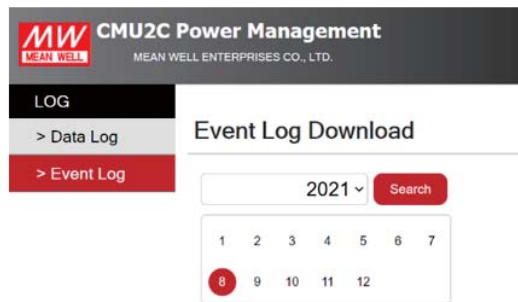 MW
MEAN WELL
CMU2C Power Management
MEAN WELL ENTERPRISES CO., LTD.
LOG
> Data Log
> Event Log
Event Log Download
2021
Search
1 2 3 4 5 6 7
8 9 10 11 12